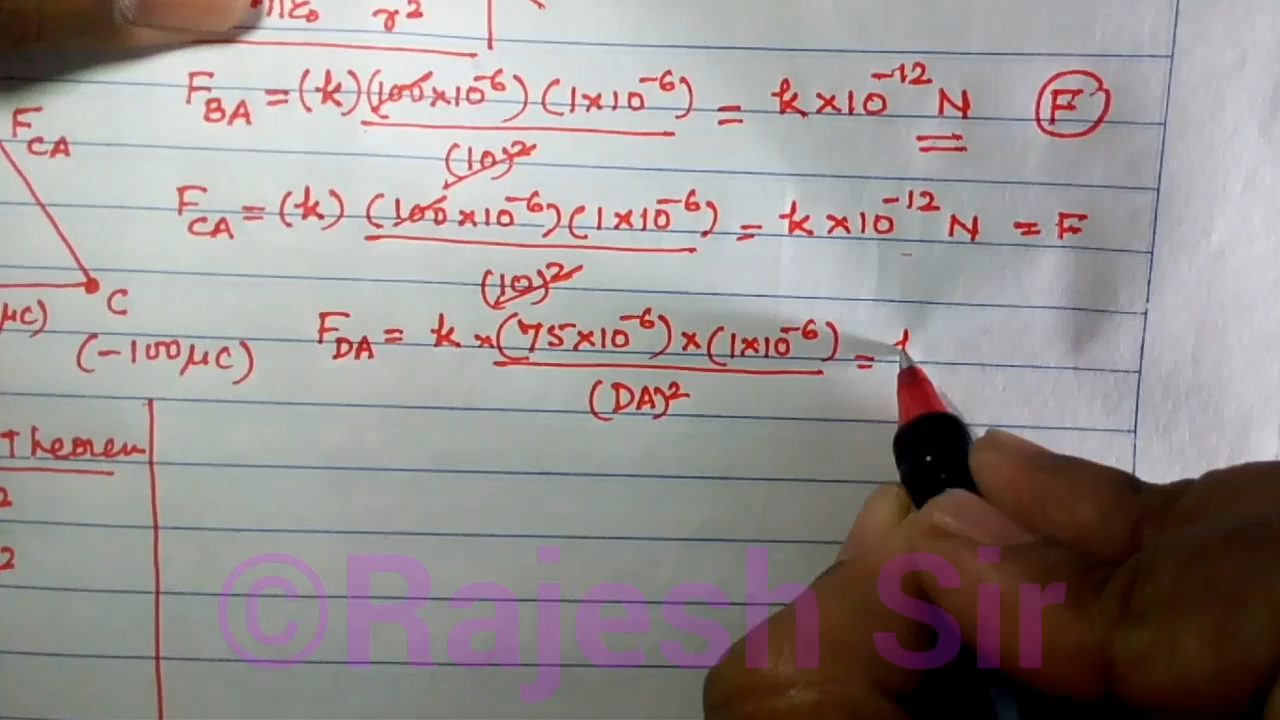 πε₀ r²
F_BA = (k) (100×10⁻⁶) (1×10⁻⁶) = k×10⁻¹² N (F)
(10)²
F_CA
F_CA = (k) (100×10⁻⁶) (1×10⁻⁶) = k×10⁻¹² N = F
(10)²
C
μC)
(-100μC)
F_DA = k × (75×10⁻⁶) × (1×10⁻⁶) =
(DA)²
Theorem
2
2
©Rajesh Sir